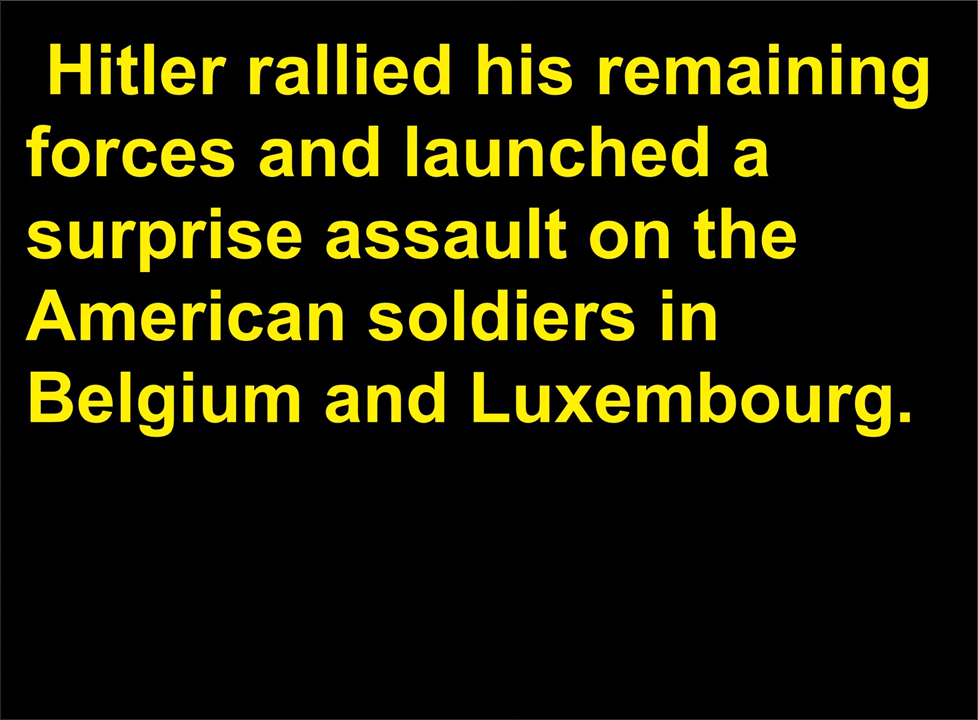 Hitler rallied his remaining
forces and launched a
surprise assault on the
American soldiers in
Belgium and Luxembourg.